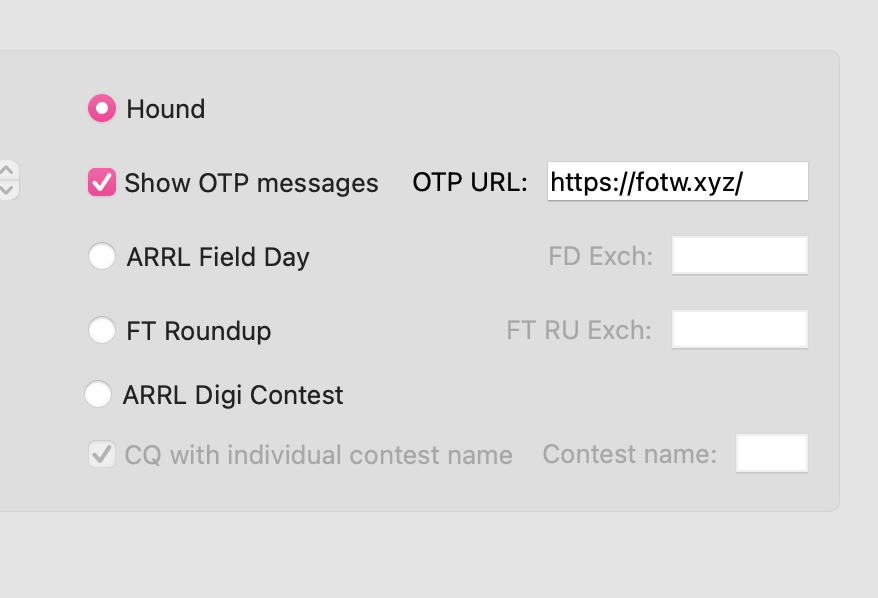 Hound
Show OTP messages OTP URL: https://fotw.xyz/
ARRL Field Day FD Exch:
FT Roundup FT RU Exch:
ARRL Digi Contest
CQ with individual contest name Contest name: